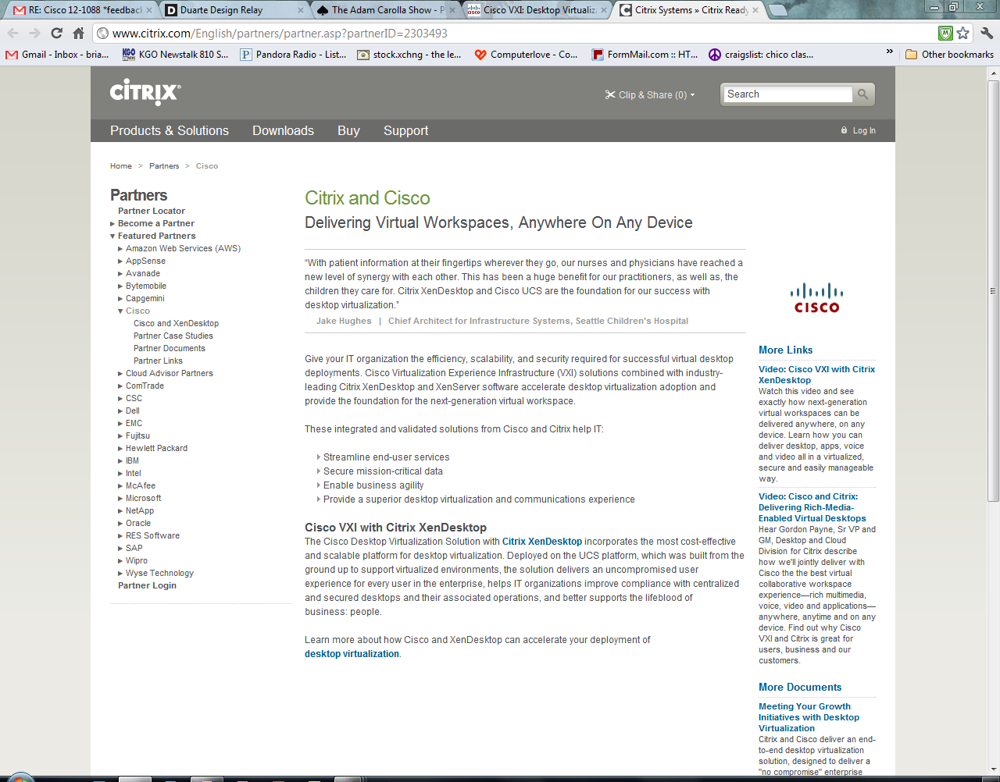 RE: Cisco 12-1088 *feedbac
Duarte Design Relay
The Adam Carolla Show - P
Cisco VXI: Desktop Virtualiz
Citrix Systems » Citrix Ready
www.citrix.com/English/partners/partner.asp?partnerID=2303493
Gmail - Inbox - bria...
KGO Newstalk 810 S...
Pandora Radio - List...
stock.xchng - the le...
Computerlove - Co...
FormMail.com :: HT...
craigslist: chico clas...
»
Other bookmarks
CITRIX®
Clip & Share (0)
Search
Products & Solutions
Downloads
Buy
Support
Log In
Home > Partners > Cisco
Partners
Partner Locator
Become a Partner
Featured Partners
Amazon Web Services (AWS)
AppSense
Avanade
Bytemobile
Capgemini
Cisco
Cisco and XenDesktop
Partner Case Studies
Partner Documents
Partner Links
Cloud Advisor Partners
ComTrade
CSC
Dell
EMC
Fujitsu
Hewlett Packard
IBM
Intel
McAfee
Microsoft
NetApp
Oracle
RES Software
SAP
Wipro
Wyse Technology
Partner Login
Citrix and Cisco
Delivering Virtual Workspaces, Anywhere On Any Device
“With patient information at their fingertips wherever they go, our nurses and physicians have reached a
new level of synergy with each other. This has been a huge benefit for our practitioners, as well as, the
children they care for. Citrix XenDesktop and Cisco UCS are the foundation for our success with
desktop virtualization.”
Jake Hughes | Chief Architect for Infrastructure Systems, Seattle Children's Hospital
Give your IT organization the efficiency, scalability, and security required for successful virtual desktop
deployments. Cisco Virtualization Experience Infrastructure (VXI) solutions combined with industry-
leading Citrix XenDesktop and XenServer software accelerate desktop virtualization adoption and
provide the foundation for the next-generation virtual workspace.
These integrated and validated solutions from Cisco and Citrix help IT:
Streamline end-user services
Secure mission-critical data
Enable business agility
Provide a superior desktop virtualization and communications experience
Cisco VXI with Citrix XenDesktop
The Cisco Desktop Virtualization Solution with Citrix XenDesktop incorporates the most cost-effective
and scalable platform for desktop virtualization. Deployed on the UCS platform, which was built from the
ground up to support virtualized environments, the solution delivers an uncompromised user
experience for every user in the enterprise, helps IT organizations improve compliance with centralized
and secured desktops and their associated operations, and better supports the lifeblood of
business: people.
Learn more about how Cisco and XenDesktop can accelerate your deployment of
desktop virtualization.
CISCO
More Links
Video: Cisco VXI with Citrix
XenDesktop
Watch this video and see
exactly how next-generation
virtual workspaces can be
delivered anywhere, on any
device. Learn how you can
deliver desktop, apps, voice
and video all in a virtualized,
secure and easily manageable
way.
Video: Cisco and Citrix:
Delivering Rich-Media-
Enabled Virtual Desktops
Hear Gordon Payne, Sr VP and
GM, Desktop and Cloud
Division for Citrix describe
how we'll jointly deliver with
Cisco the the best virtual
collaborative workspace
experience—rich multimedia,
voice, video and applications—
anywhere, anytime and on any
device. Find out why Cisco
VXI and Citrix is great for
users, business and our
customers.
More Documents
Meeting Your Growth
Initiatives with Desktop
Virtualization
Citrix and Cisco deliver an end-
to-end desktop virtualization
solution, designed to deliver a
"no compromise" enterprise